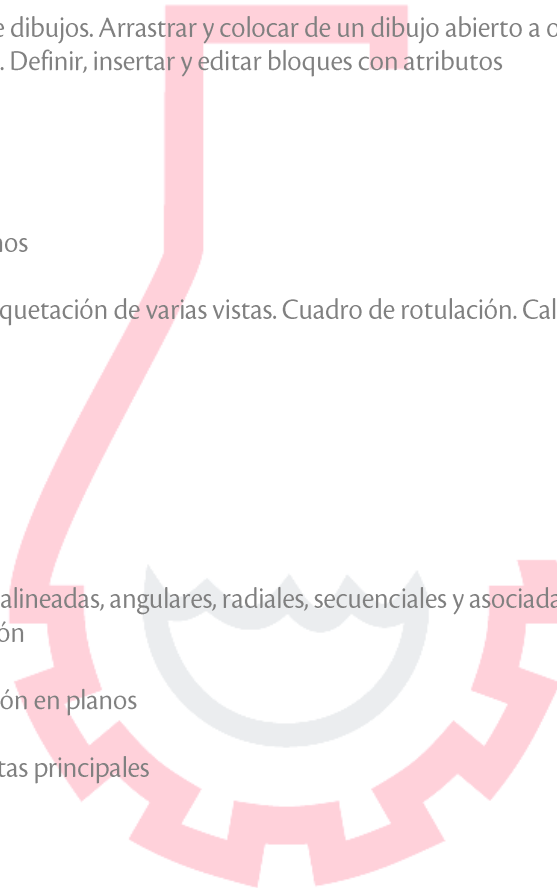 e dibujos. Arrastrar y colocar de un dibujo abierto a o
. Definir, insertar y editar bloques con atributos
nos
quetación de varias vistas. Cuadro de rotulación. Cal
alineadas, angulares, radiales, secuenciales y asociada
ón
ón en planos
tas principales